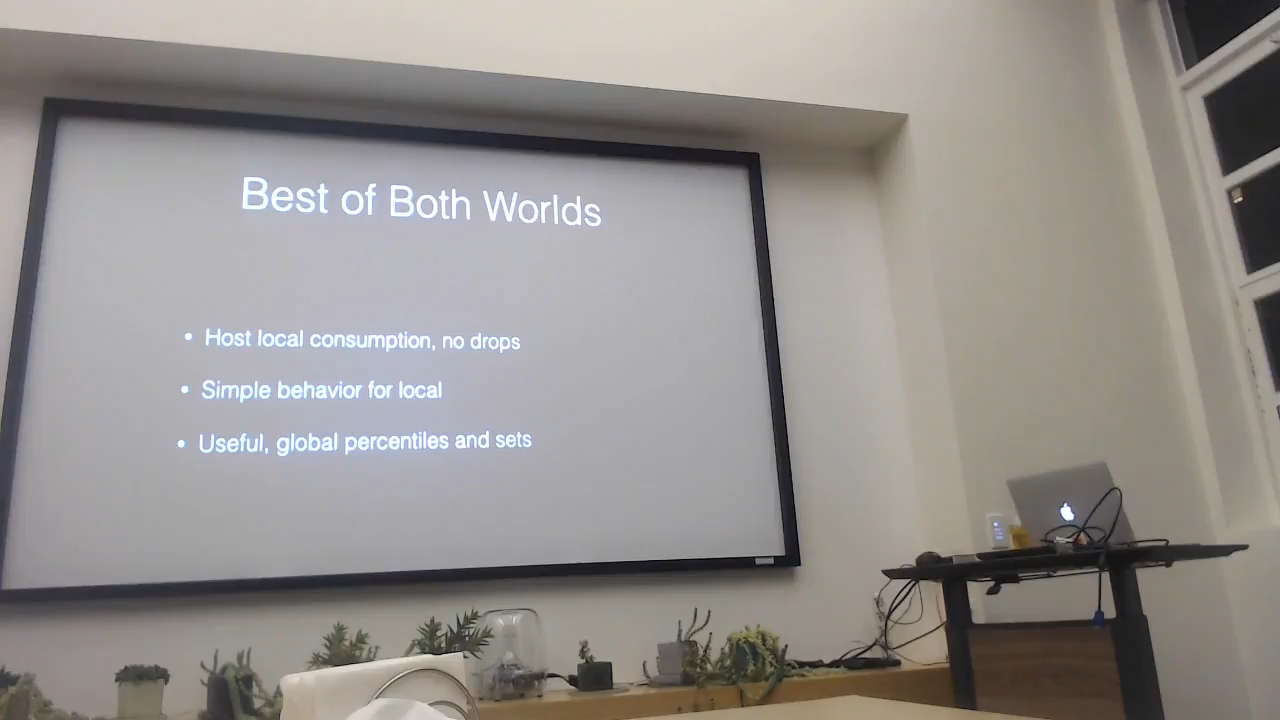 Best of Both Worlds
• Host local consumption, no drops
• Simple behavior for local
• Useful, global percentiles and sets